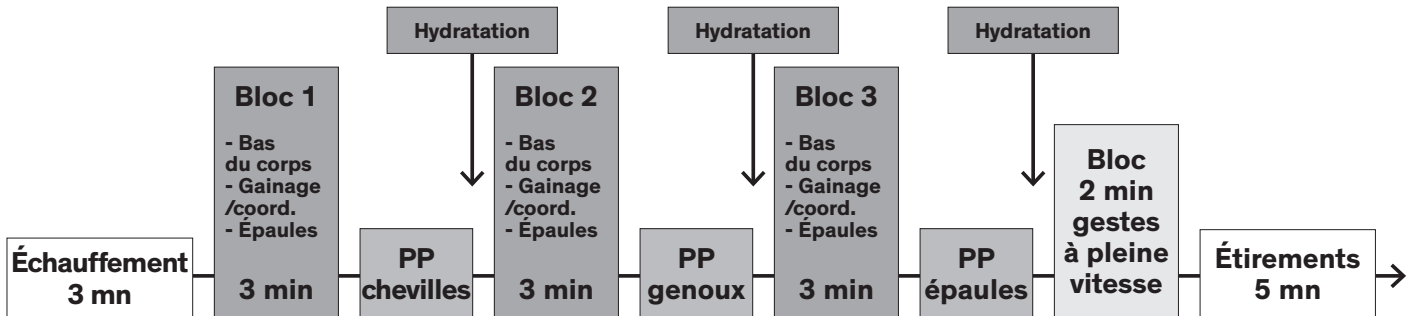 Hydratation
Hydratation
Hydratation
Échauffement
3 mn
Bloc 1
- Bas
du corps
- Gainage
/coord.
- Épaules
3 min
PP
chevilles
Bloc 2
- Bas
du corps
- Gainage
/coord.
- Épaules
3 min
PP
genoux
Bloc 3
- Bas
du corps
- Gainage
/coord.
- Épaules
3 min
PP
épaules
Bloc
2 min
gestes
à pleine
vitesse
Étirements
5 mn